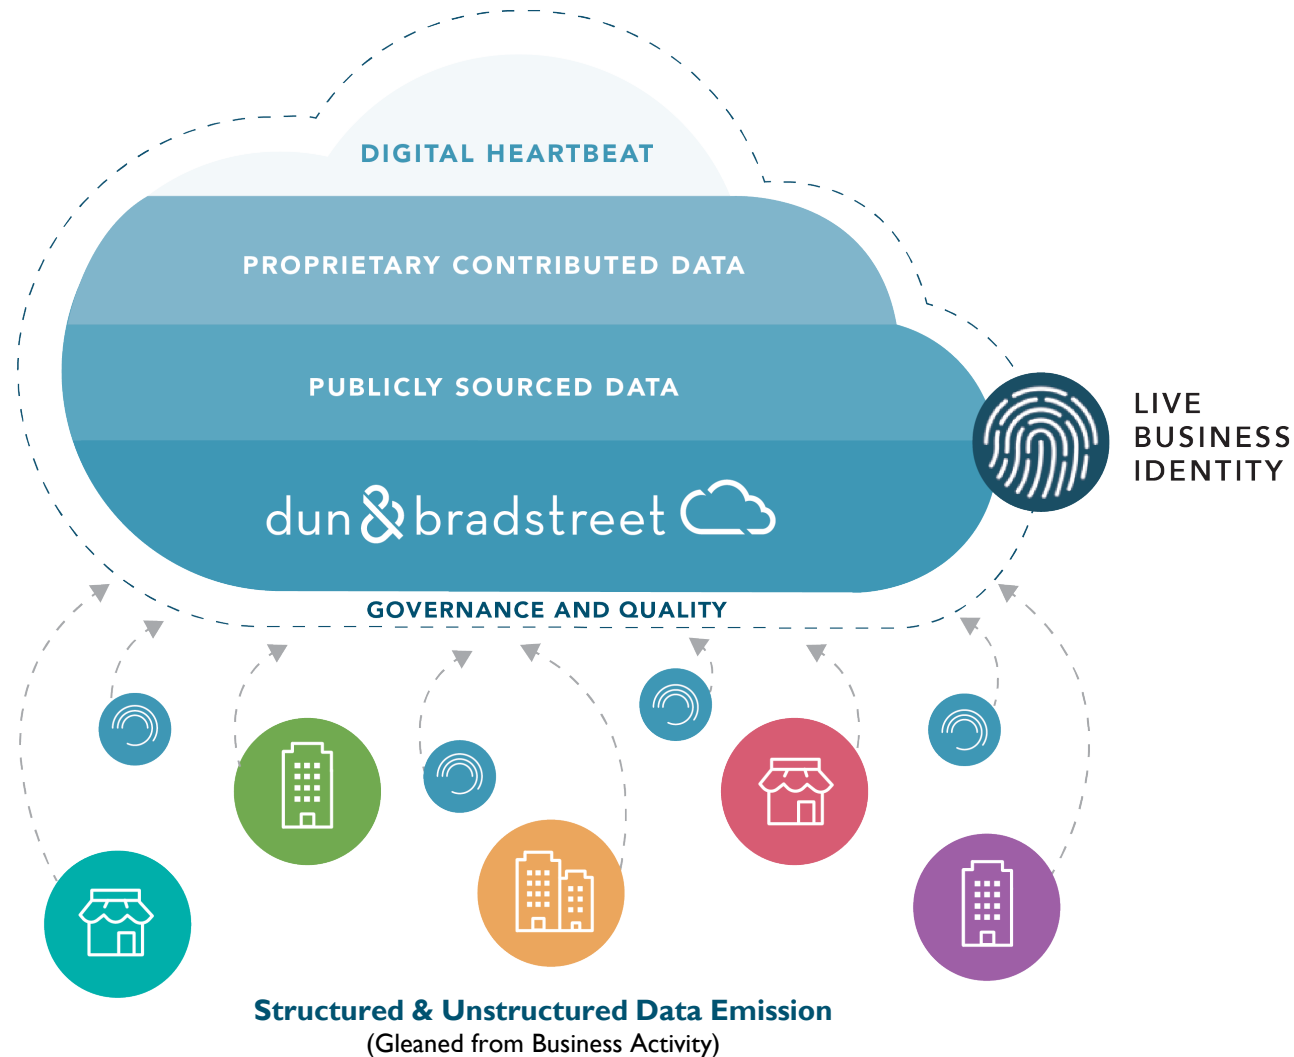 DIGITAL HEARTBEAT
PROPRIETARY CONTRIBUTED DATA
PUBLICLY SOURCED DATA
LIVE
BUSINESS
IDENTITY
dun & bradstreet
GOVERNANCE AND QUALITY
Structured & Unstructured Data Emission
(Gleaned from Business Activity)